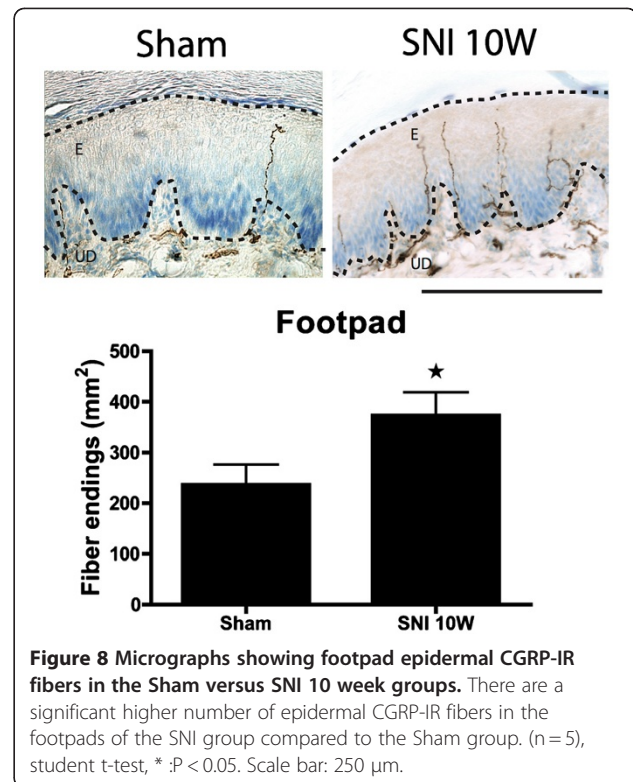 Sham
SNI 10W
E
E
UD
UD
Footpad
500
400
300
200
100
0
Fiber endings (mm²)
★
Sham
SNI 10W
Figure 8 Micrographs showing footpad epidermal CGRP-IR
fibers in the Sham versus SNI 10 week groups. There are a
significant higher number of epidermal CGRP-IR fibers in the
footpads of the SNI group compared to the Sham group. (n = 5),
student t-test, * :P < 0.05. Scale bar: 250 μm.